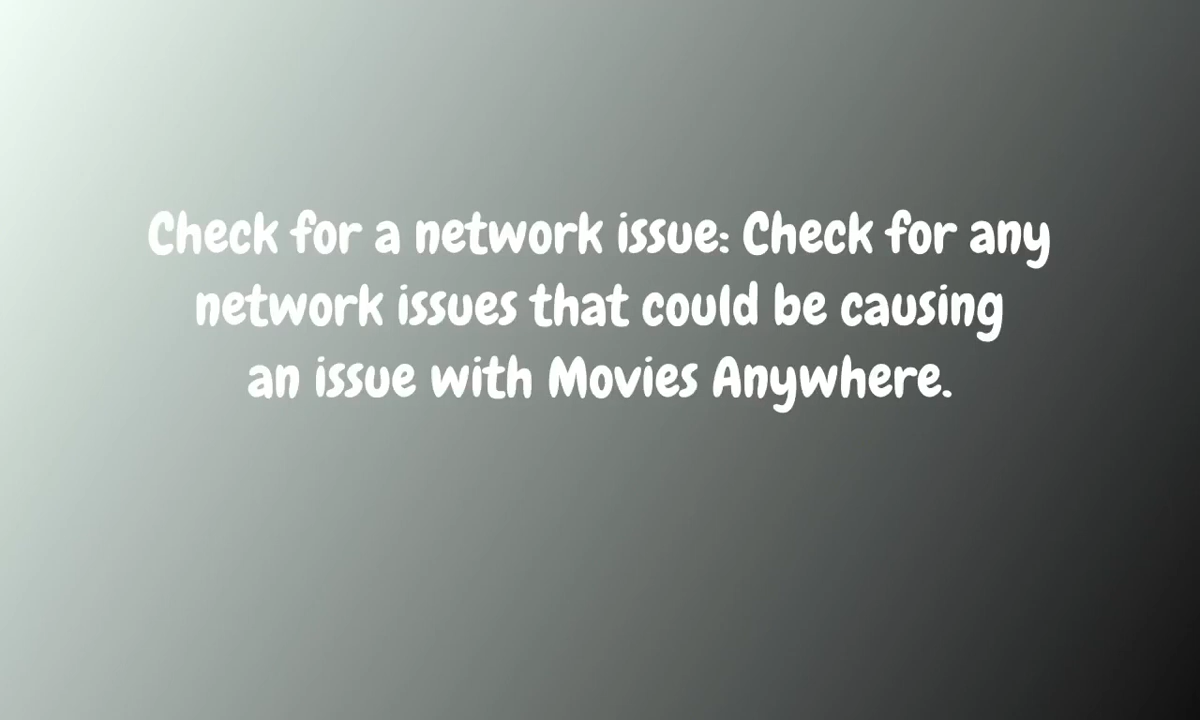 Check for a network issue: Check for any
network issues that could be causing
an issue with Movies Anywhere.